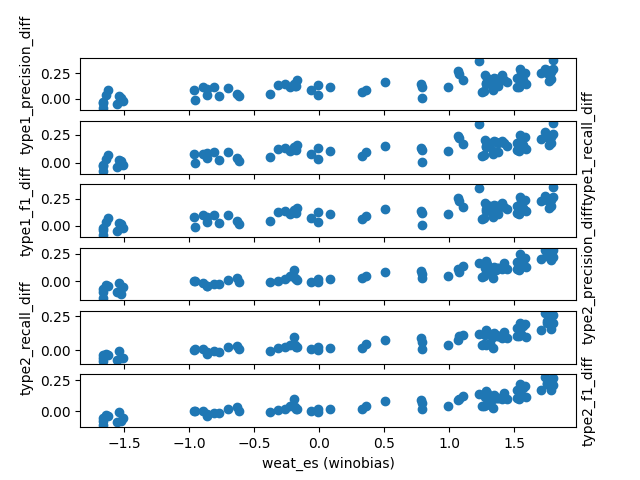 type1_precision_diff
0.25
0.00
type1_recall_diff
0.25
0.00
type1_f1_diff
0.25
0.00
type2_precision_diff
0.25
0.00
type2_recall_diff
0.25
0.00
type2_f1_diff
0.25
0.00
−1.5 −1.0 −0.5 0.0 0.5 1.0 1.5
weat_es (winobias)